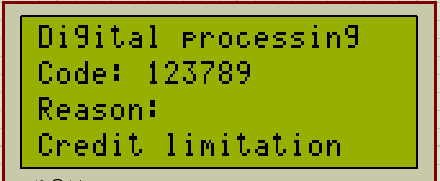 Digital processing
Code: 123789
Reason:
Credit limitation